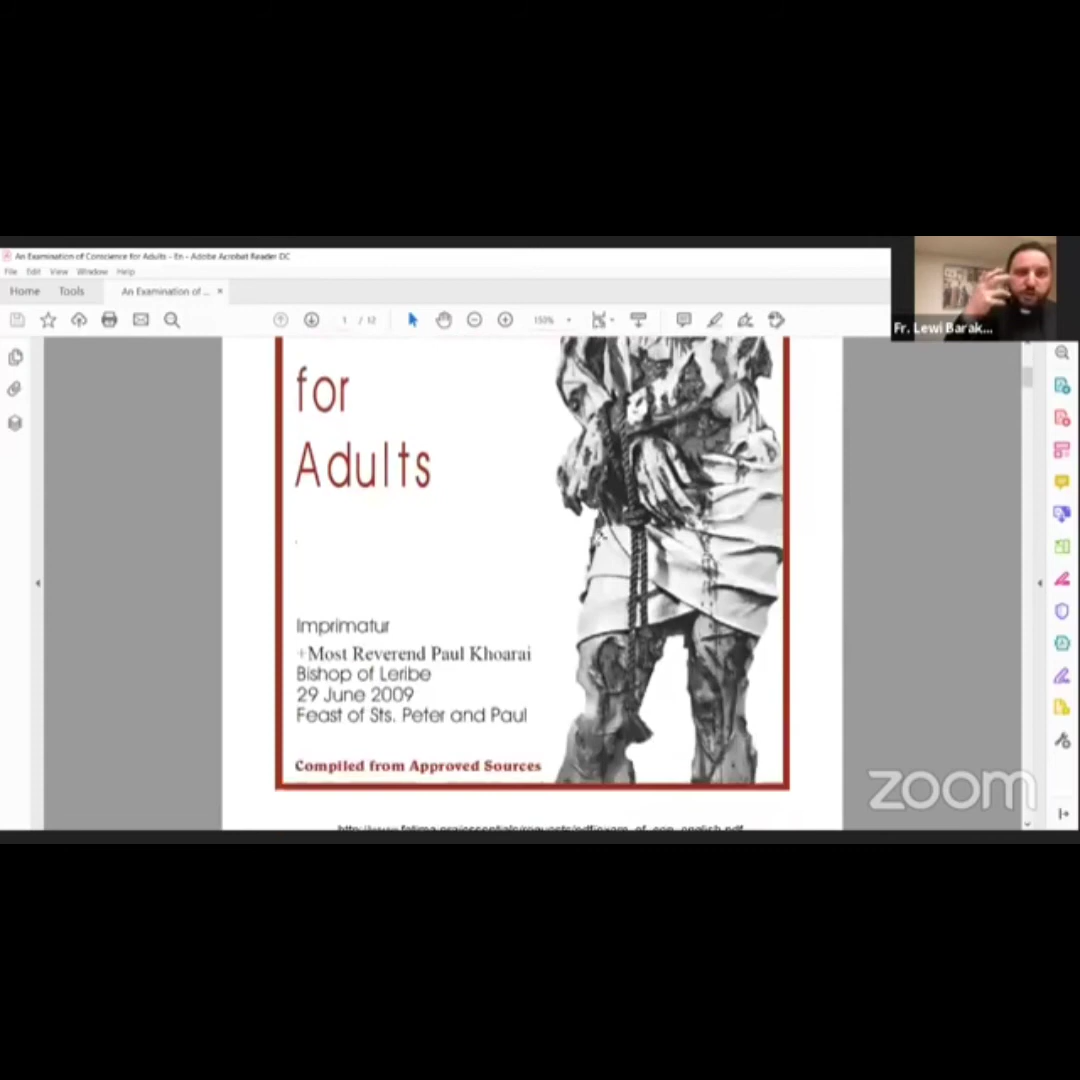 An Examination of Conscience for Adults - En - Adobe Acrobat Reader DC
File Edit View Window Help
Home Tools An Examination of ... ×
1 / 12 150%
Fr. Lewi Barak...
for
Adults
Imprimatur
+Most Reverend Paul Khoarai
Bishop of Leribe
29 June 2009
Feast of Sts. Peter and Paul
Compiled from Approved Sources
zoom